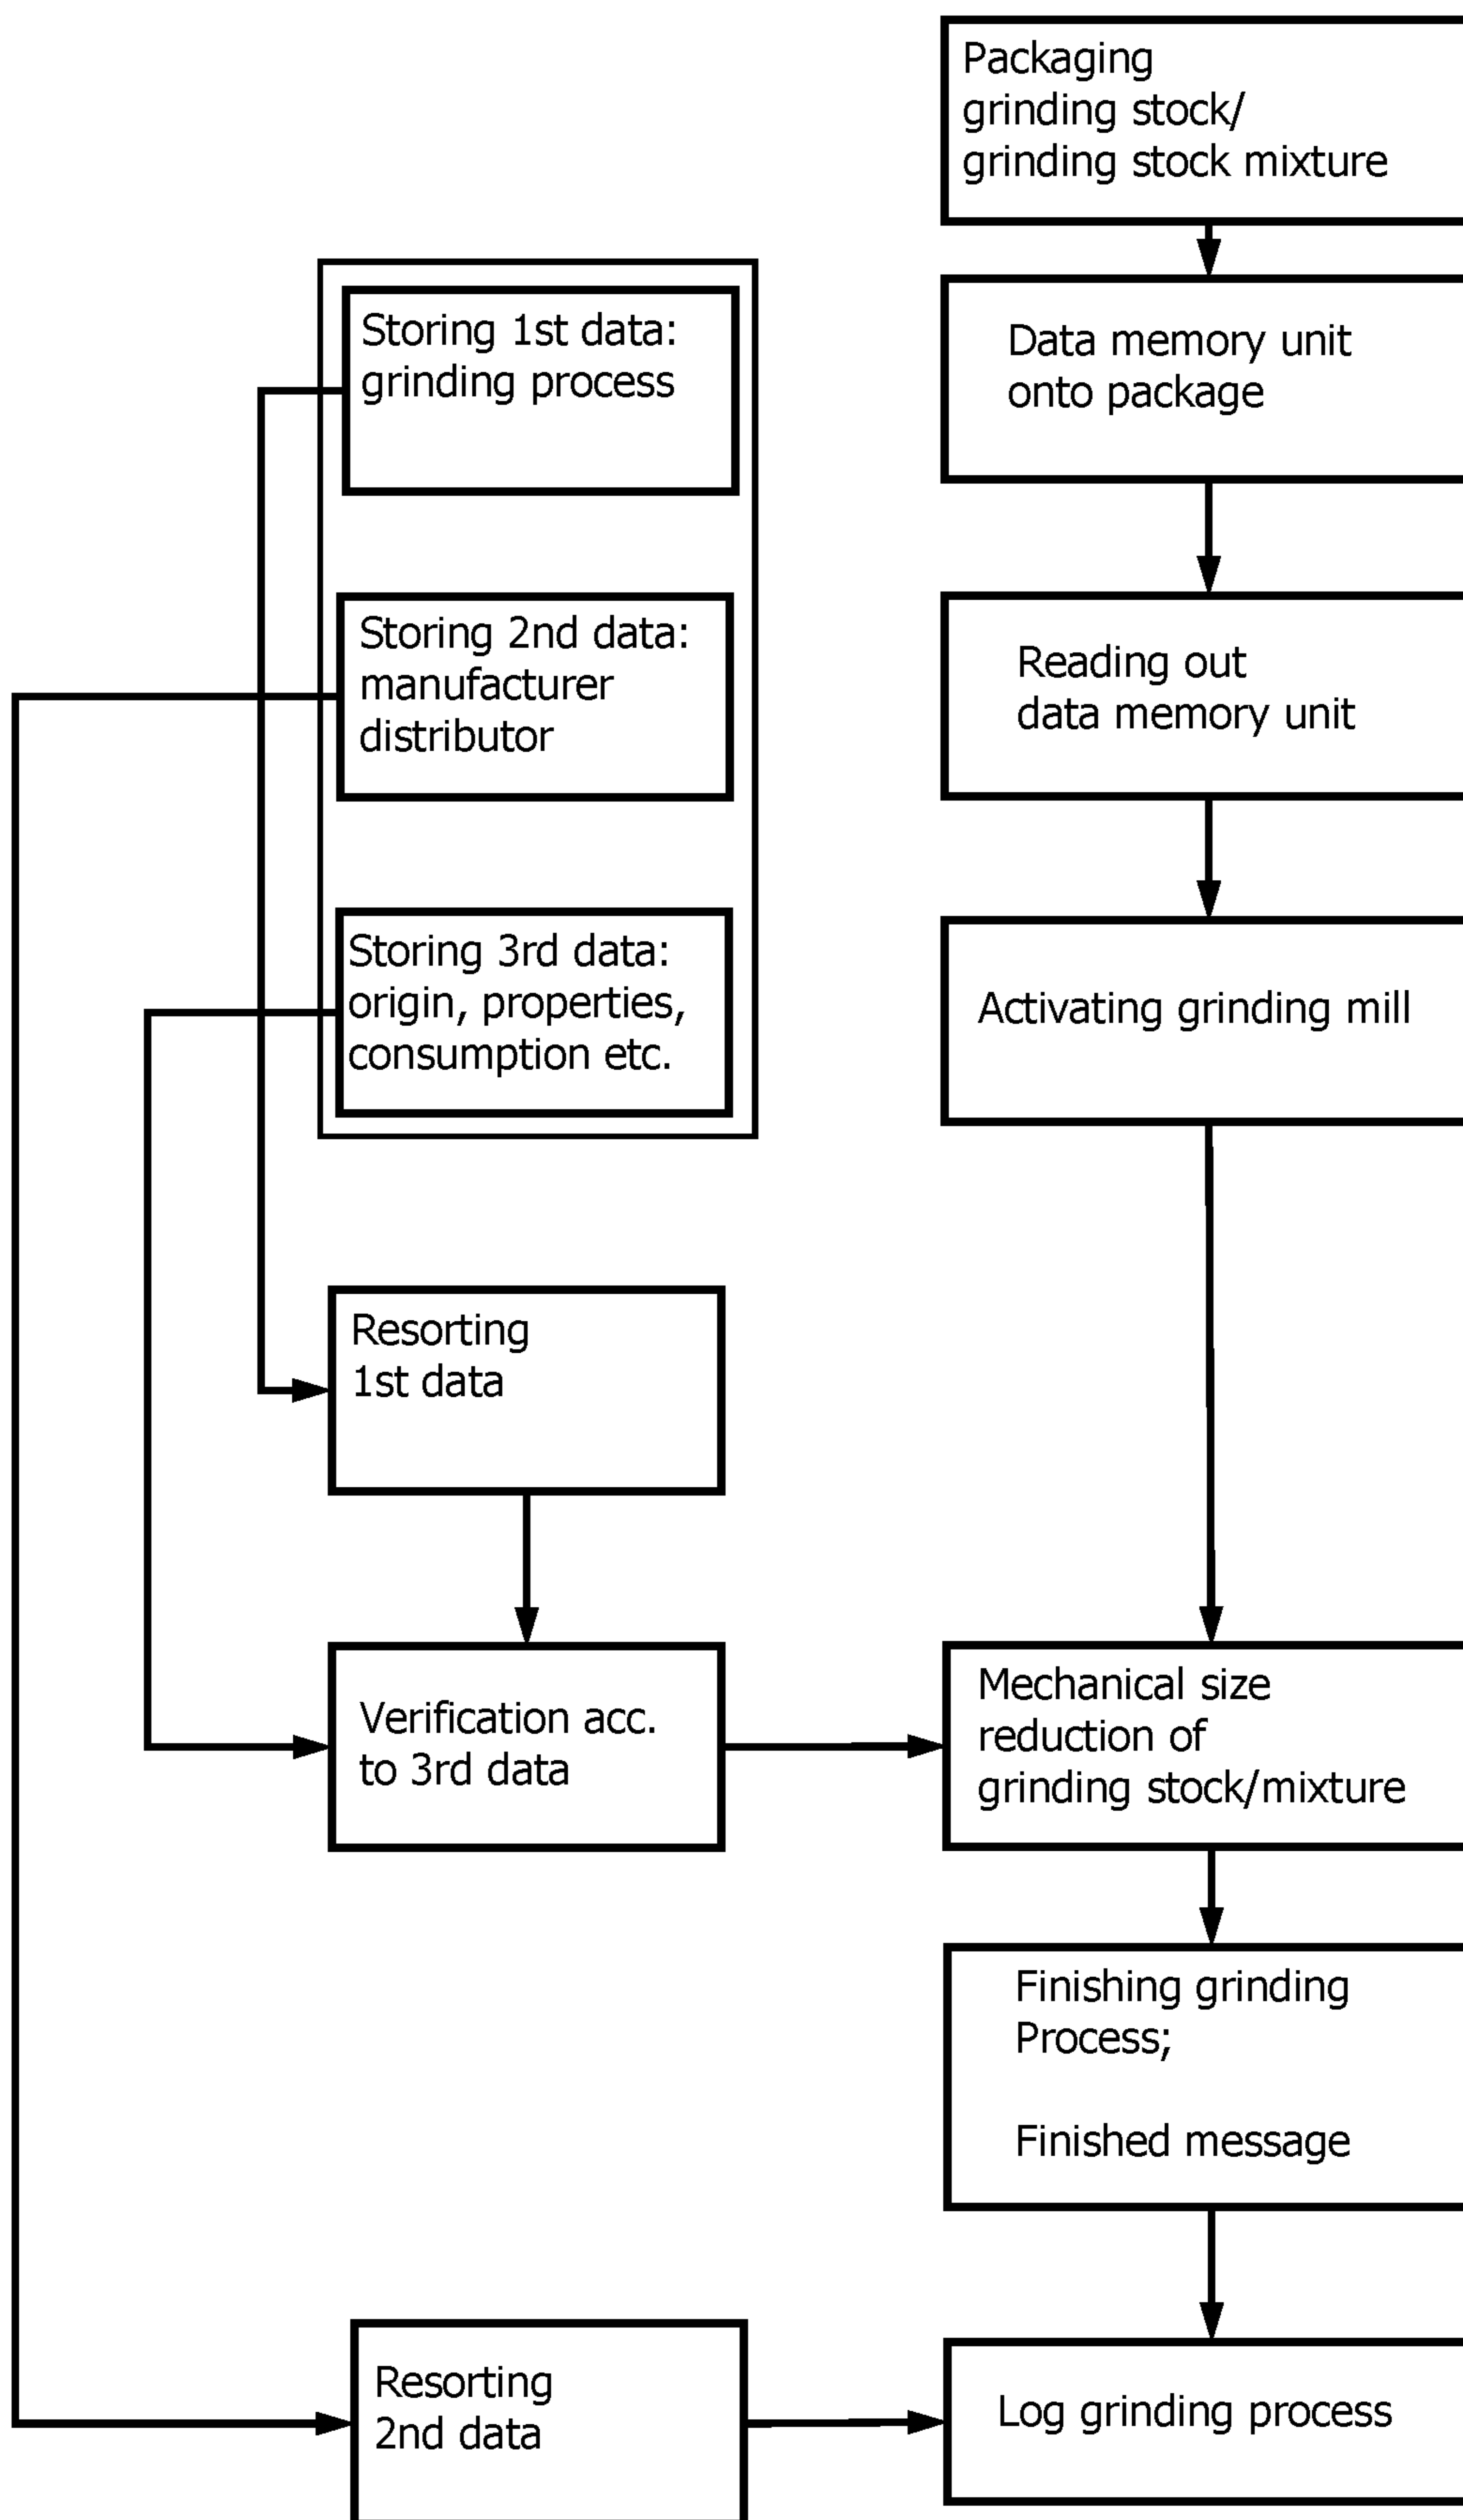 Packaging
grinding stock/
grinding stock mixture
Storing 1st data:
grinding process
Data memory unit
onto package
Storing 2nd data:
manufacturer
distributor
Reading out
data memory unit
Storing 3rd data:
origin, properties,
consumption etc.
Activating grinding mill
Resorting
1st data
Verification acc.
to 3rd data
Mechanical size
reduction of
grinding stock/mixture
Finishing grinding
Process;
Finished message
Resorting
2nd data
Log grinding process